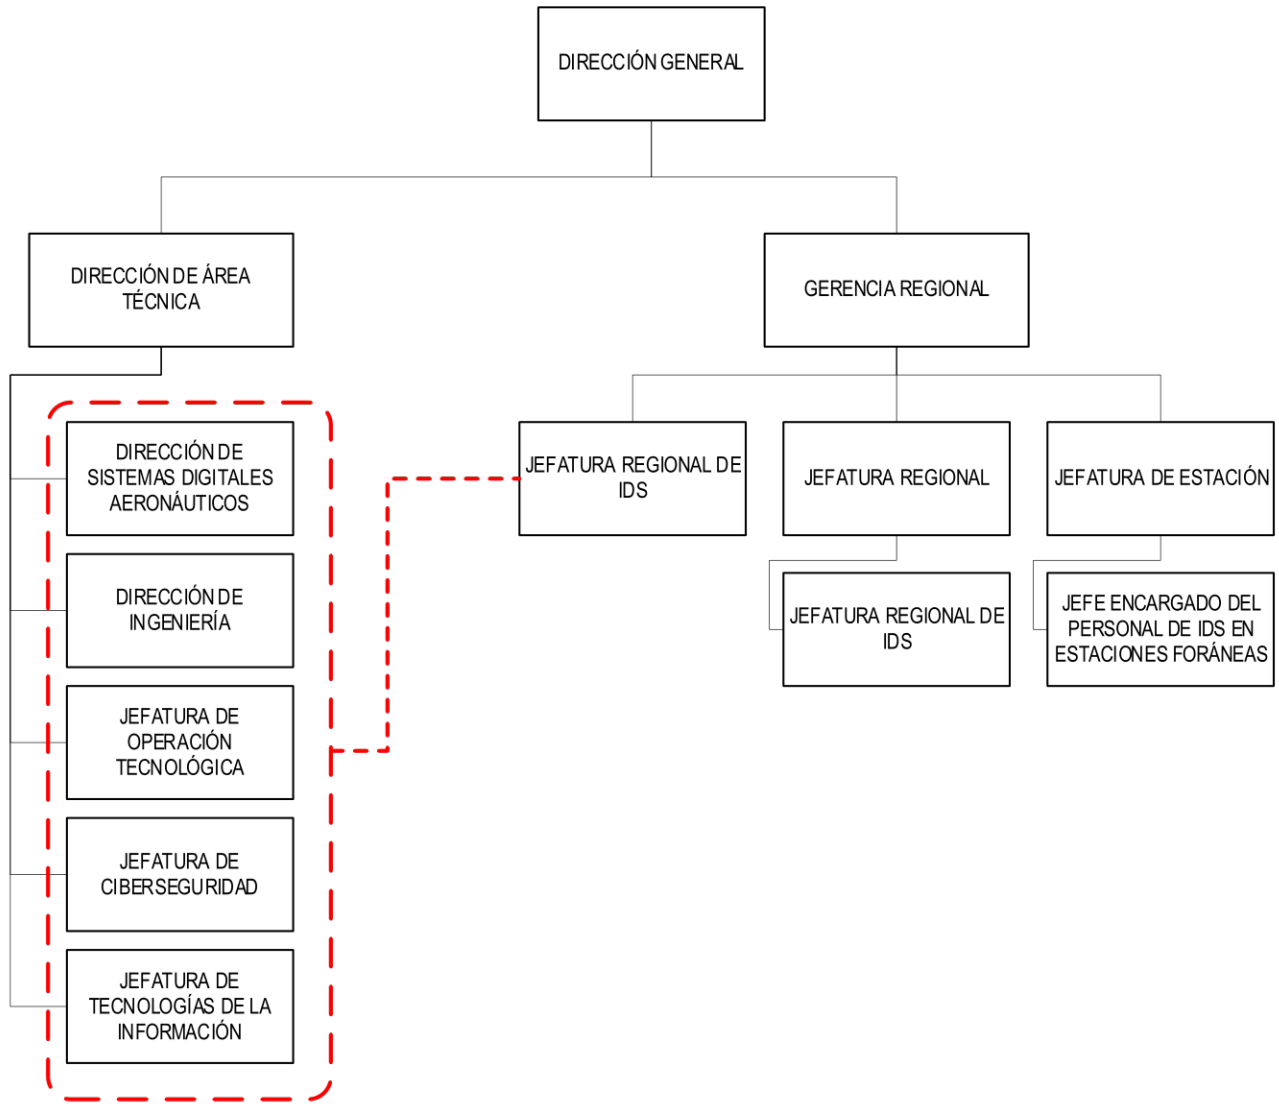 DIRECCIÓN GENERAL
DIRECCIÓN DE ÁREA
TÉCNICA
GERENCIA REGIONAL
DIRECCIÓN DE
SISTEMAS DIGITALES
AERONÁUTICOS
DIRECCIÓN DE
INGENIERÍA
JEFATURA DE
OPERACIÓN
TECNOLÓGICA
JEFATURA DE
CIBERSEGURIDAD
JEFATURA DE
TECNOLOGÍAS DE LA
INFORMACIÓN
JEFATURA REGIONAL DE
IDS
JEFATURA REGIONAL
JEFATURA REGIONAL DE
IDS
JEFATURA DE ESTACIÓN
JEFE ENCARGADO DEL
PERSONAL DE IDS EN
ESTACIONES FORÁNEAS